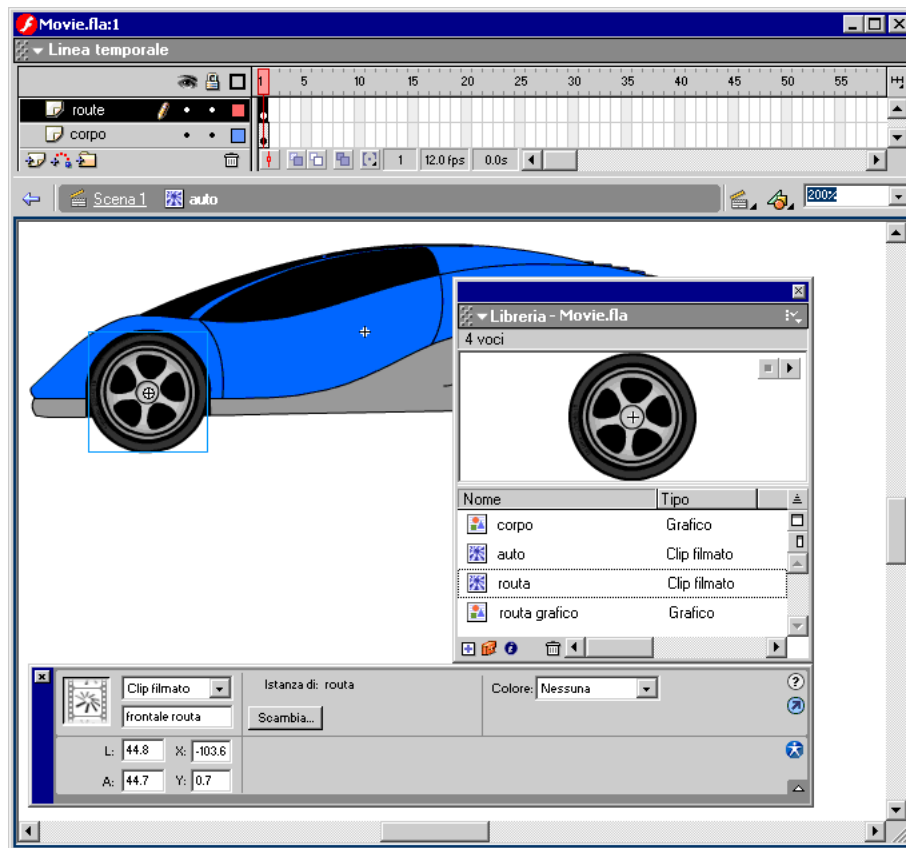 Movie.fla:1
Linea temporale
1 5 10 15 20 25 30 35 40 45 50 55
route
corpo
1 12.0 fps 0.0s
Scena 1 auto 200%
Libreria - Movie.fla
4 voci
Nome Tipo
corpo Grafico
auto Clip filmato
routa Clip filmato
routa grafico Grafico
Clip filmato Istanza di: routa Colore: Nessuna
frontale routa Scambia...
L: 44.8 X: -103.6
A: 44.7 Y: 0.7